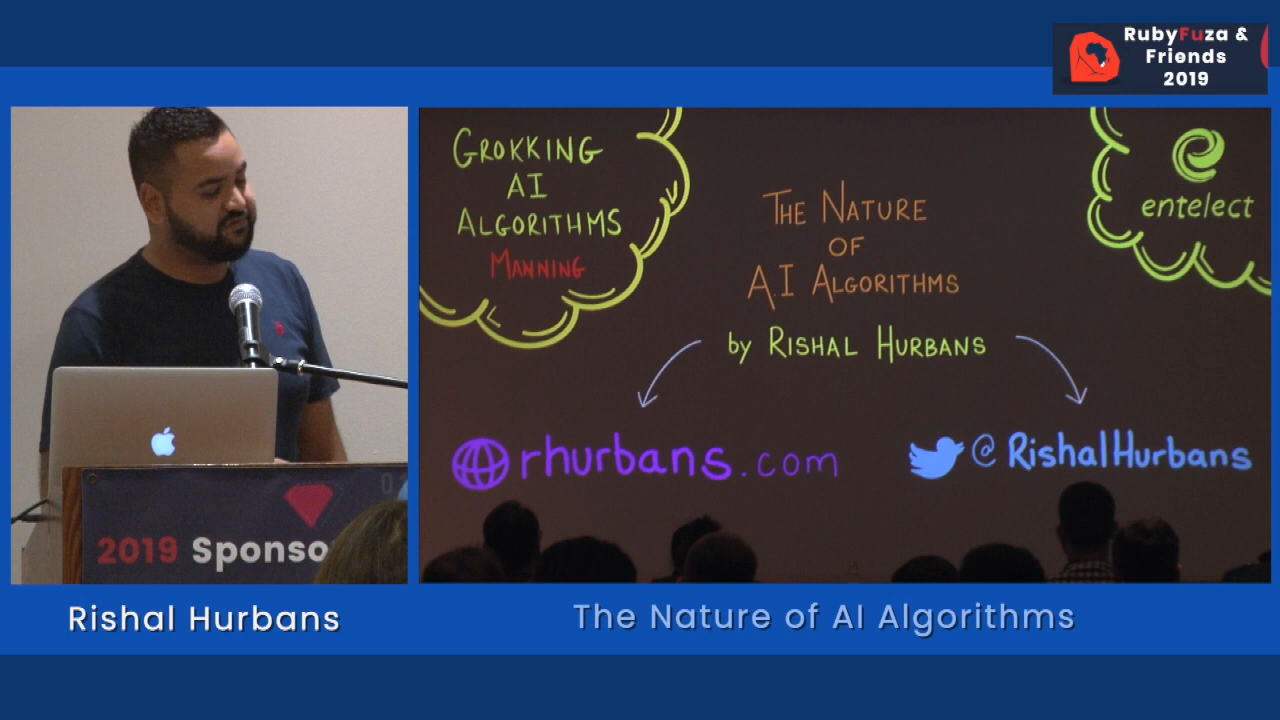 RubyFuza &
Friends
2019
GROKKING
AI
ALGORITHMS
MANNING
THE NATURE
OF
A.I ALGORITHMS
by RISHAL HURBANS
entelect
rhurbans.com
@RishalHurbans
2019 Sponso
Rishal Hurbans
The Nature of AI Algorithms